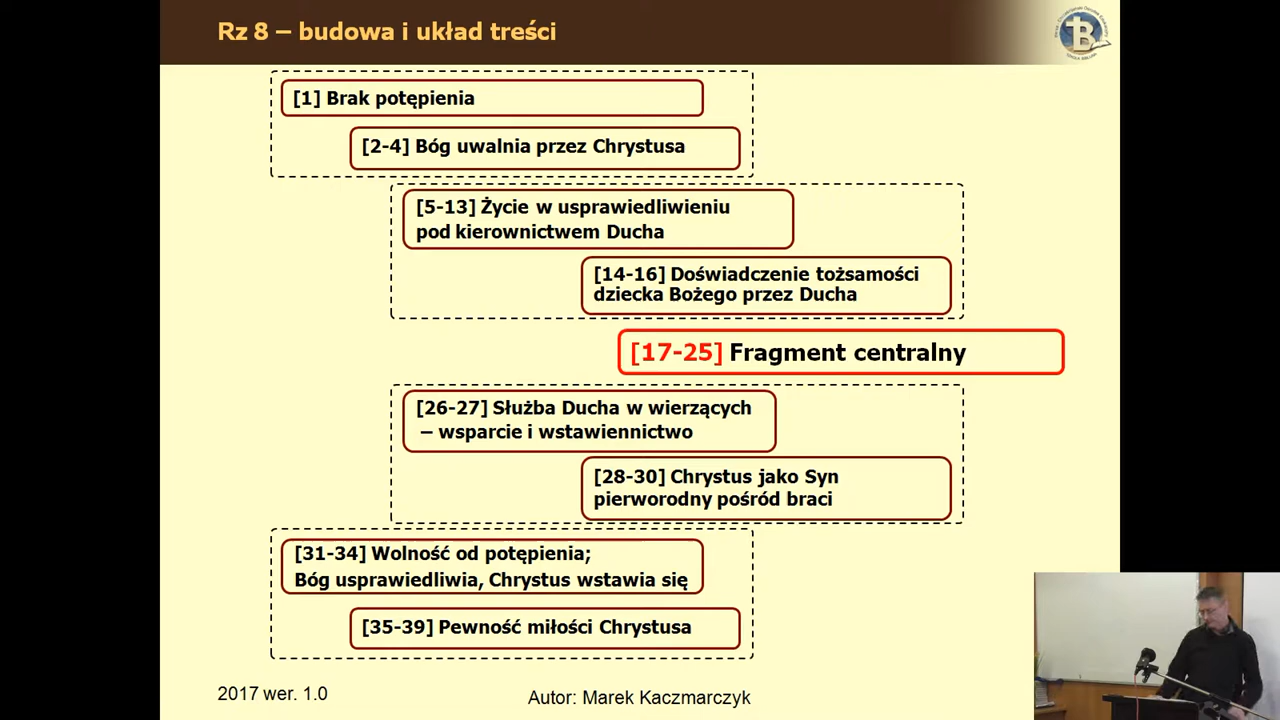 Rz 8 – budowa i układ treści
[1] Brak potępienia
[2-4] Bóg uwalnia przez Chrystusa
[5-13] Życie w usprawiedliwieniu
pod kierownictwem Ducha
[14-16] Doświadczenie tożsamości
dziecka Bożego przez Ducha
[17-25] Fragment centralny
[26-27] Służba Ducha w wierzących
– wsparcie i wstawiennictwo
[28-30] Chrystus jako Syn
pierworodny pośród braci
[31-34] Wolność od potępienia;
Bóg usprawiedliwia, Chrystus wstawia się
[35-39] Pewność miłości Chrystusa
2017 wer. 1.0
Autor: Marek Kaczmarczyk